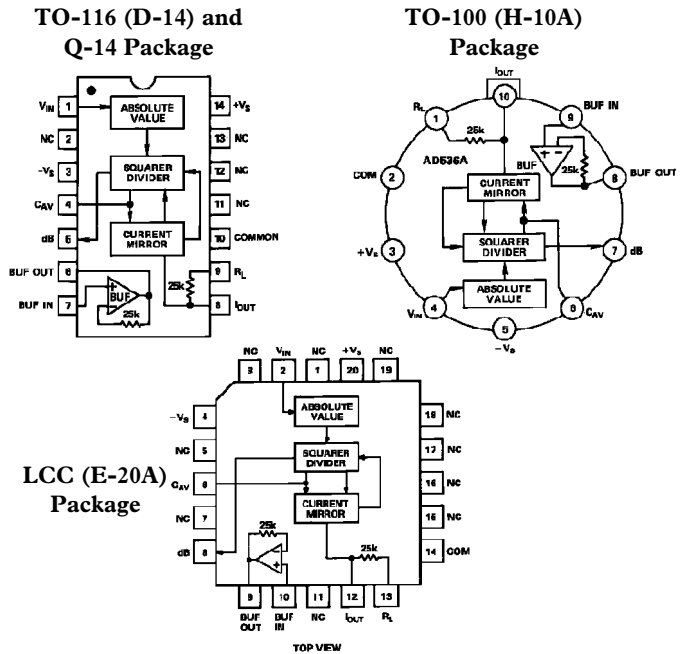 TO-116 (D-14) and
Q-14 Package
V_IN 1
ABSOLUTE
VALUE
14 +V_S
NC 2
13 NC
-V_S 3
SQUARER
DIVIDER
12 NC
C_AV 4
11 NC
dB 5
CURRENT
MIRROR
10 COMMON
BUF OUT 6
9 R_L
25k
BUF IN 7
BUF
25k
8 I_OUT
TO-100 (H-10A)
Package
I_OUT
10
R_L
1
25k
BUF IN
9
AD536A
COM 2
BUF
25k
8 BUF OUT
CURRENT
MIRROR
+V_S 3
SQUARER
DIVIDER
7 dB
ABSOLUTE
VALUE
V_IN 4
6 C_AV
5
-V_S
LCC (E-20A)
Package
NC V_IN NC +V_S NC
3 2 1 20 19
-V_S 4
ABSOLUTE
VALUE
18 NC
NC 5
SQUARER
DIVIDER
17 NC
C_AV 6
CURRENT
MIRROR
16 NC
NC 7
15 NC
dB 8
25k
25k
14 COM
9 10 11 12 13
BUF OUT
BUF IN
NC
I_OUT
R_L
TOP VIEW